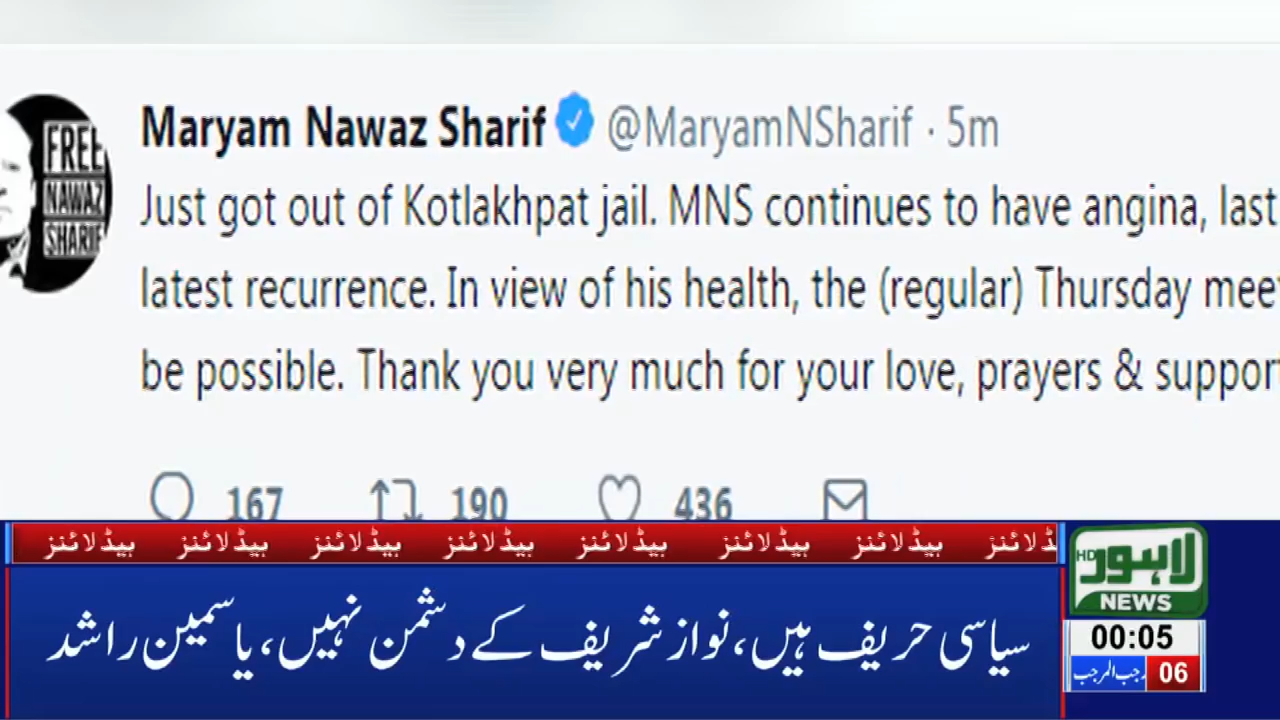 FREE
NAWAZ
SHARIF
Maryam Nawaz Sharif @MaryamNSharif · 5m
Just got out of Kotlakhpat jail. MNS continues to have angina, last
latest recurrence. In view of his health, the (regular) Thursday meet
be possible. Thank you very much for your love, prayers & support
167 190 436
ہیڈلائنز ہیڈلائنز ہیڈلائنز ہیڈلائنز ہیڈلائنز ہیڈلائنز ہیڈلائنز ہیڈلائنز
سیاسی حریف ہیں، نواز شریف کے دشمن نہیں، یاسمین راشد
لاہور HD
NEWS
00:05
رجب المرجب 06